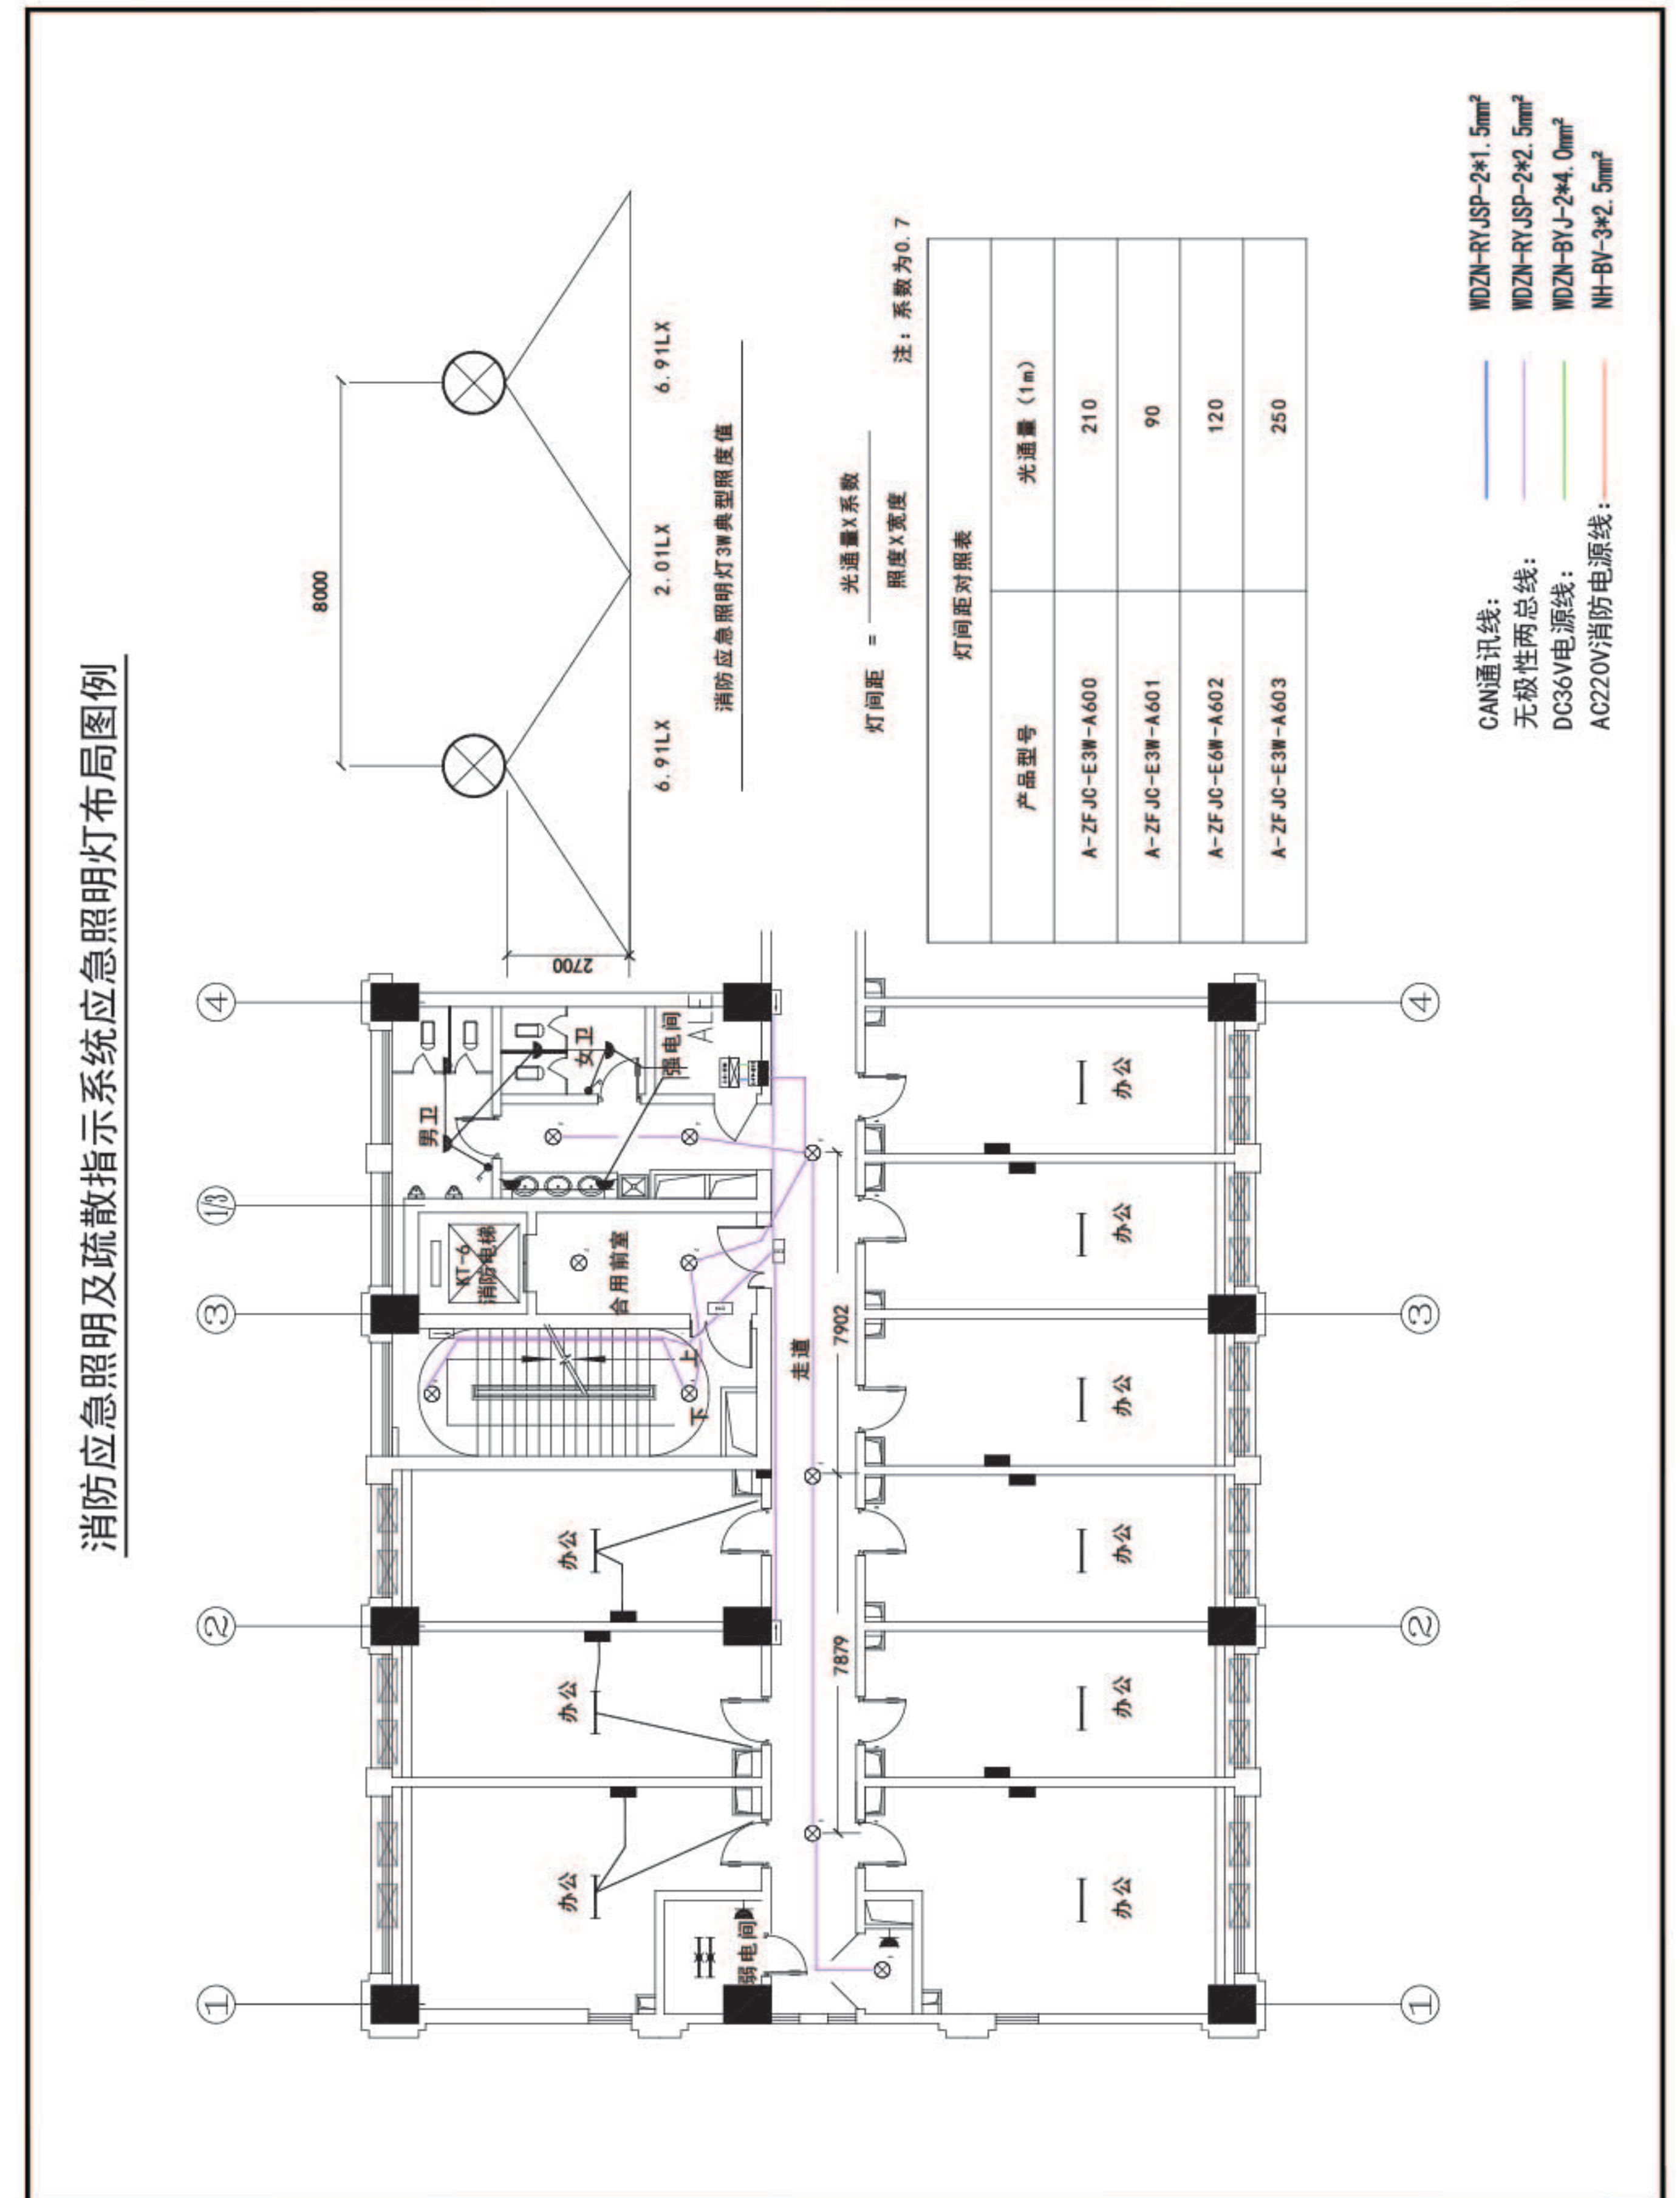 消防应急照明及疏散指示系统应急照明灯布局图例
8000
2700
6.91LX
2.01LX
6.91LX
消防应急照明灯3W典型照度值
灯间距 = 光通量X系数
照度X宽度
注：系数为0.7
灯间距对照表
产品型号 光通量（lm）
A-ZFJC-E3W-A600 210
A-ZFJC-E3W-A601 90
A-ZFJC-E6W-A602 120
A-ZFJC-E3W-A603 250
CAN通讯线： WDZN-RYJSP-2*1.5mm²
无极性两总线： WDZN-RYJSP-2*2.5mm²
DC36V电源线： WDZN-BYJ-2*4.0mm²
AC220V消防电源线： NH-BV-3*2.5mm²
1
2
3
1/3
4
男卫
女卫
KT-6
消防电梯
合用前室
强电间
ALE
办公
办公
办公
上
下
弱电间
走道
7879
7902
办公
办公
办公
办公
办公
办公
1
2
3
4